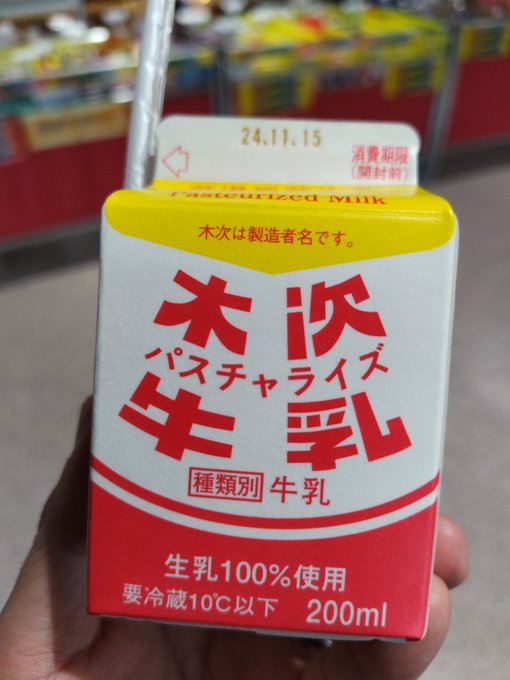 24.11.15
消費期限
(開封前)
Pasteurized Milk
木次は製造者名です。
木次
パスチャライズ
牛乳
種類別 牛乳
生乳100%使用
要冷蔵10℃以下 200ml